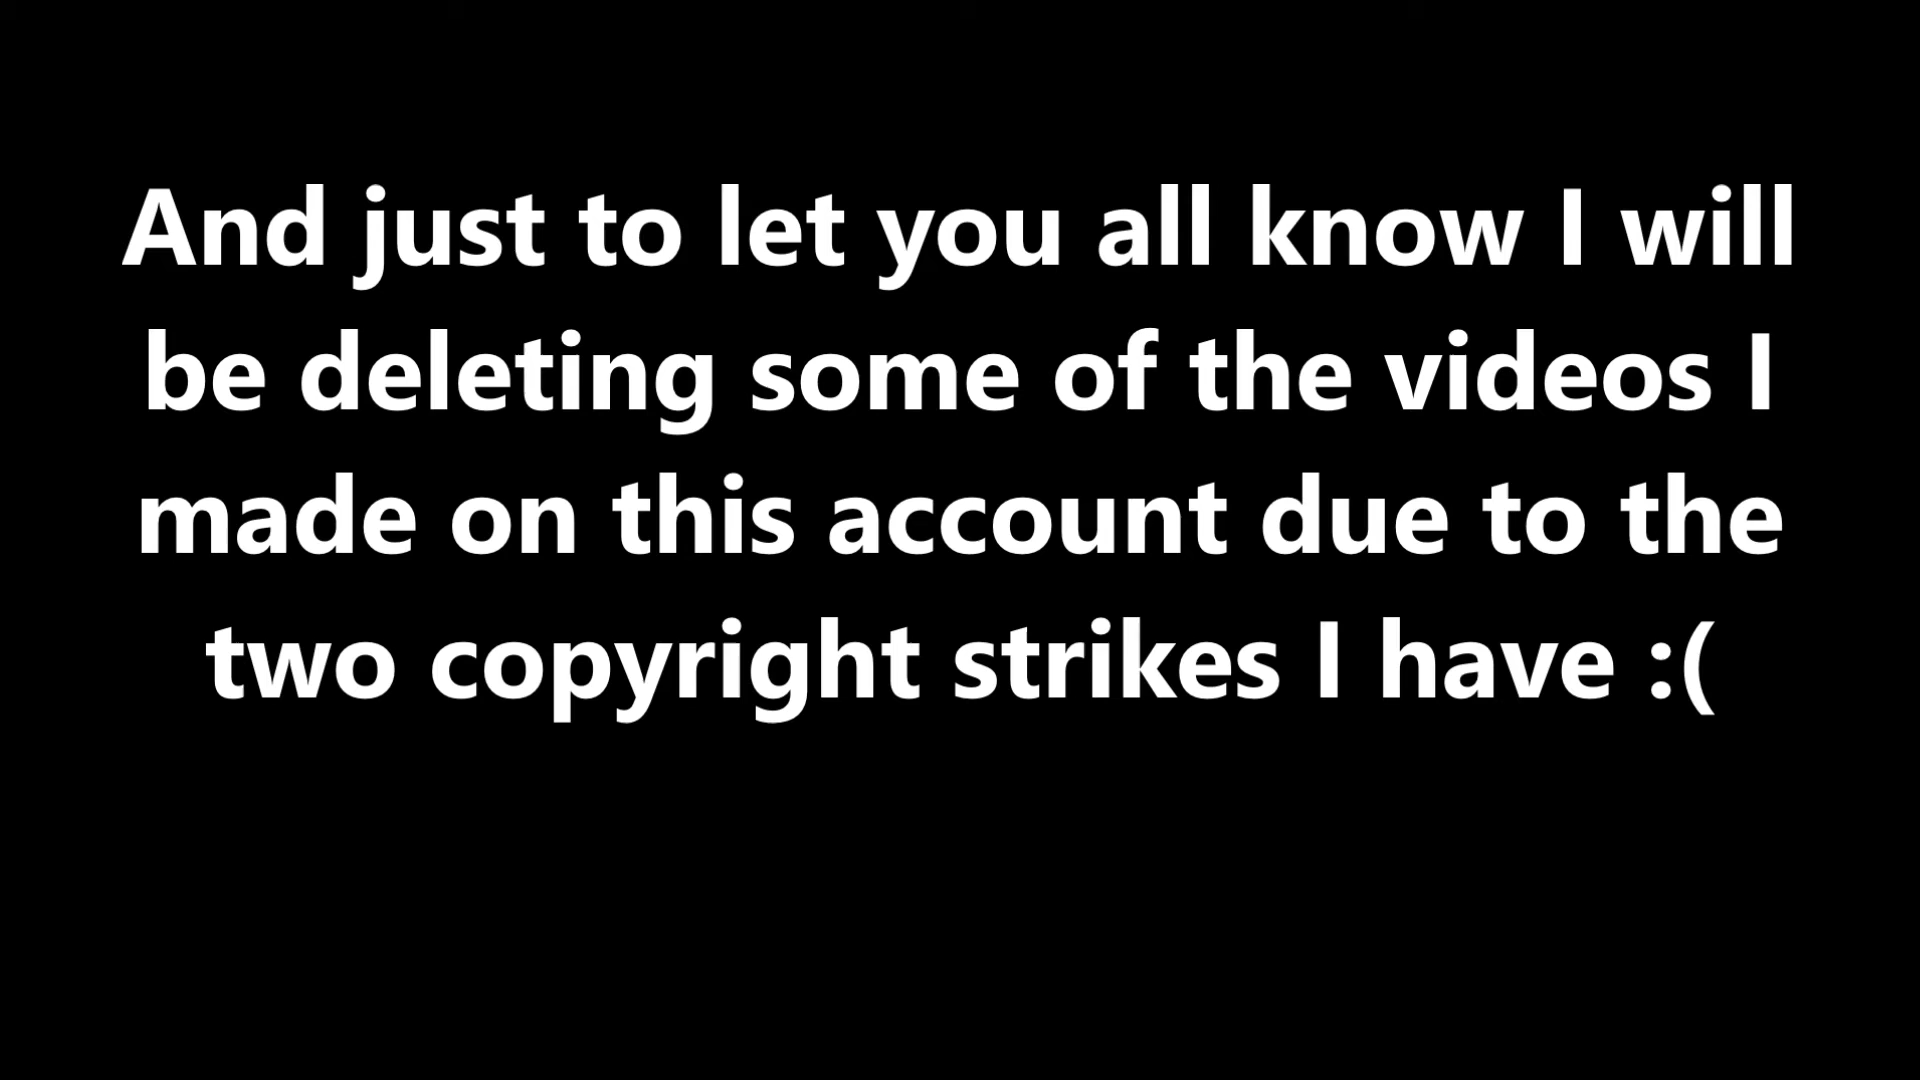 And just to let you all know I will
be deleting some of the videos I
made on this account due to the
two copyright strikes I have :(